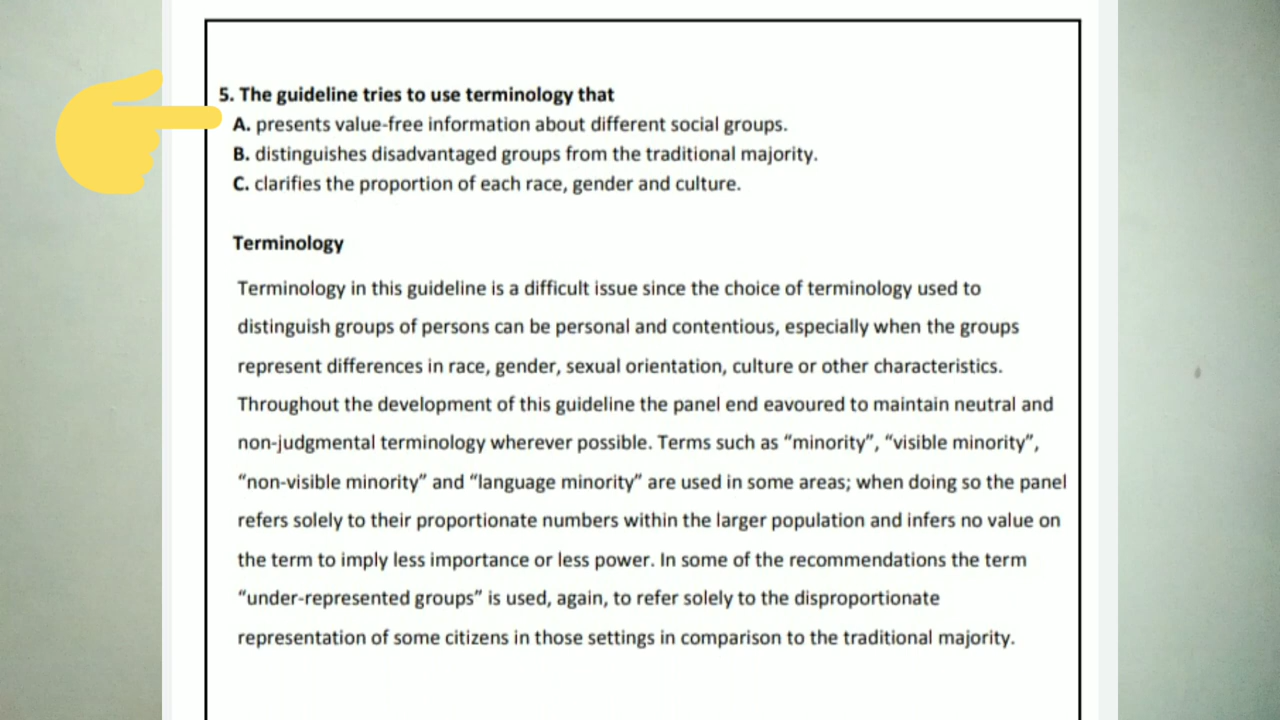 5. The guideline tries to use terminology that
A. presents value-free information about different social groups.
B. distinguishes disadvantaged groups from the traditional majority.
C. clarifies the proportion of each race, gender and culture.
Terminology
Terminology in this guideline is a difficult issue since the choice of terminology used to
distinguish groups of persons can be personal and contentious, especially when the groups
represent differences in race, gender, sexual orientation, culture or other characteristics.
Throughout the development of this guideline the panel end eavoured to maintain neutral and
non-judgmental terminology wherever possible. Terms such as “minority”, “visible minority”,
“non-visible minority” and “language minority” are used in some areas; when doing so the panel
refers solely to their proportionate numbers within the larger population and infers no value on
the term to imply less importance or less power. In some of the recommendations the term
“under-represented groups” is used, again, to refer solely to the disproportionate
representation of some citizens in those settings in comparison to the traditional majority.